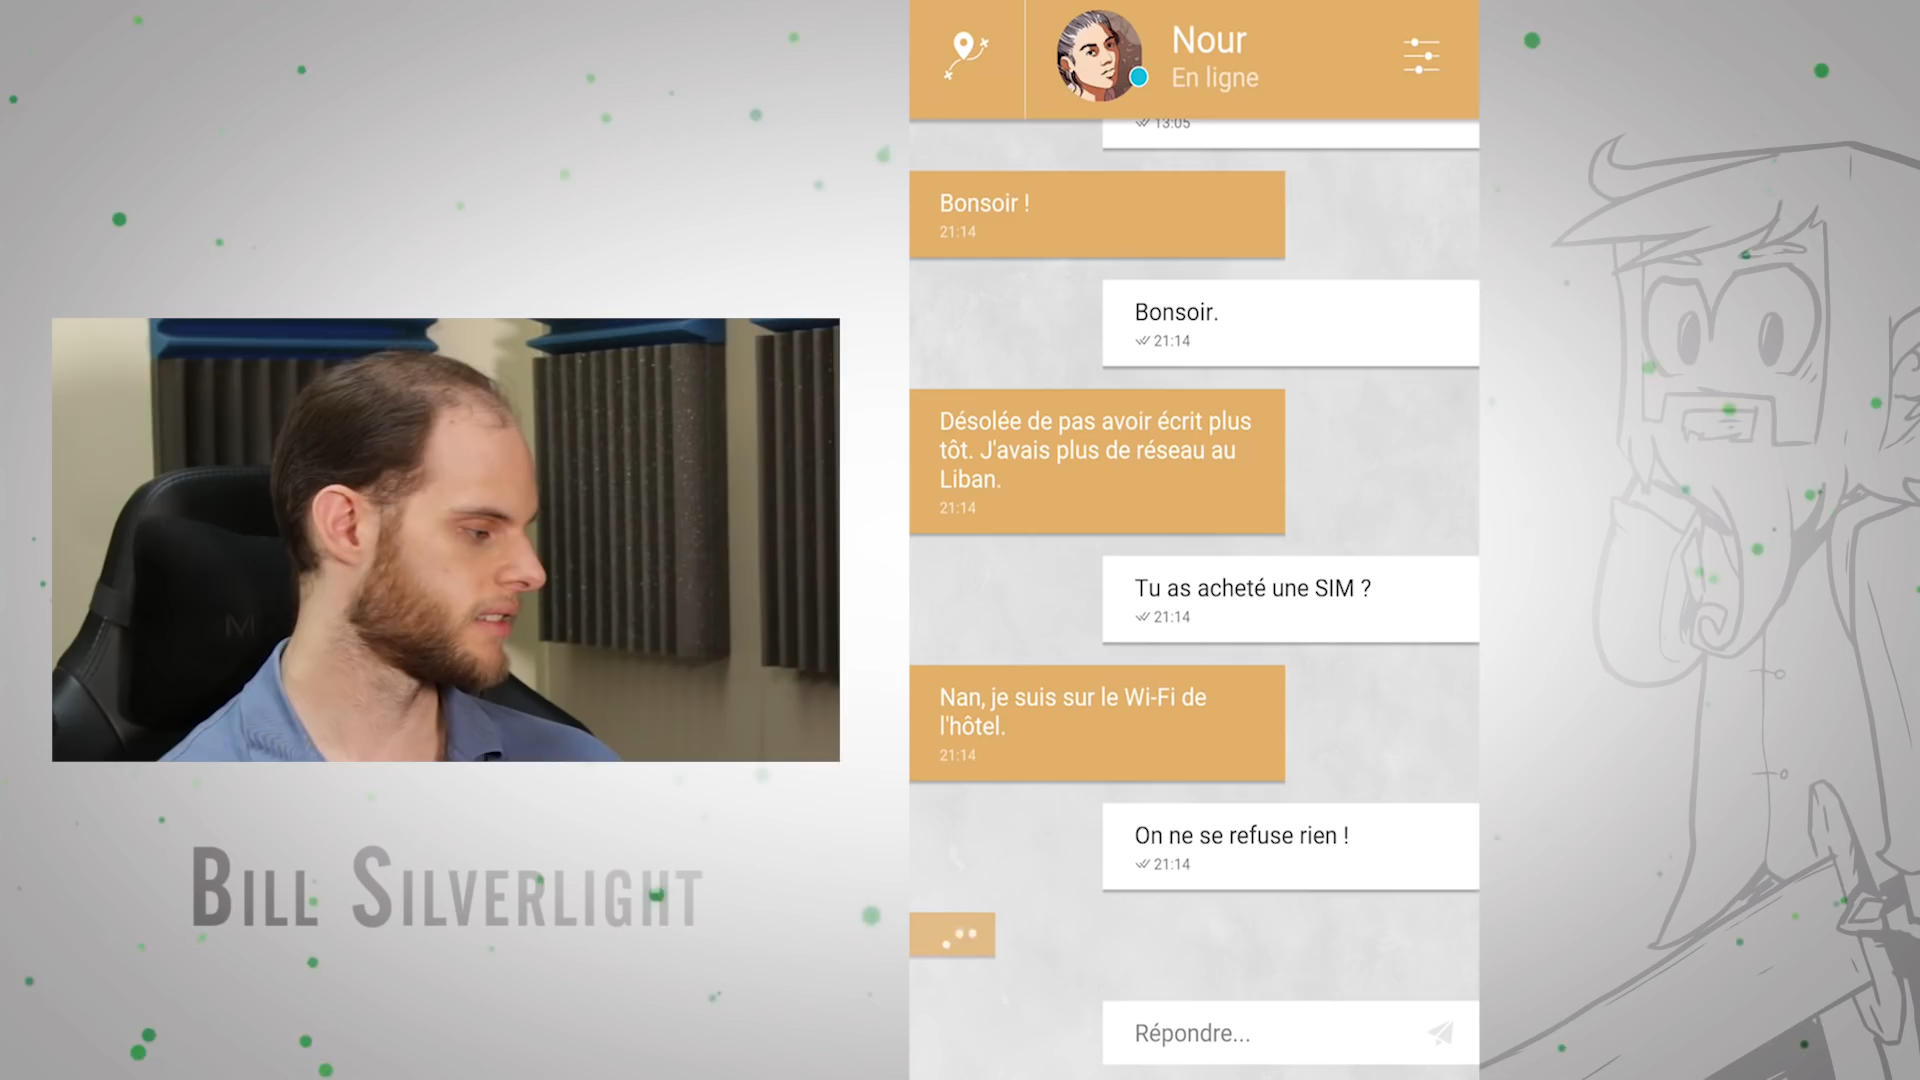 Nour
En ligne
13:05
Bonsoir !
21:14
Bonsoir.
21:14
Désolée de pas avoir écrit plus
tôt. J'avais plus de réseau au
Liban.
21:14
Tu as acheté une SIM ?
21:14
Nan, je suis sur le Wi-Fi de
l'hôtel.
21:14
On ne se refuse rien !
21:14
Répondre...
BILL SILVERLIGHT